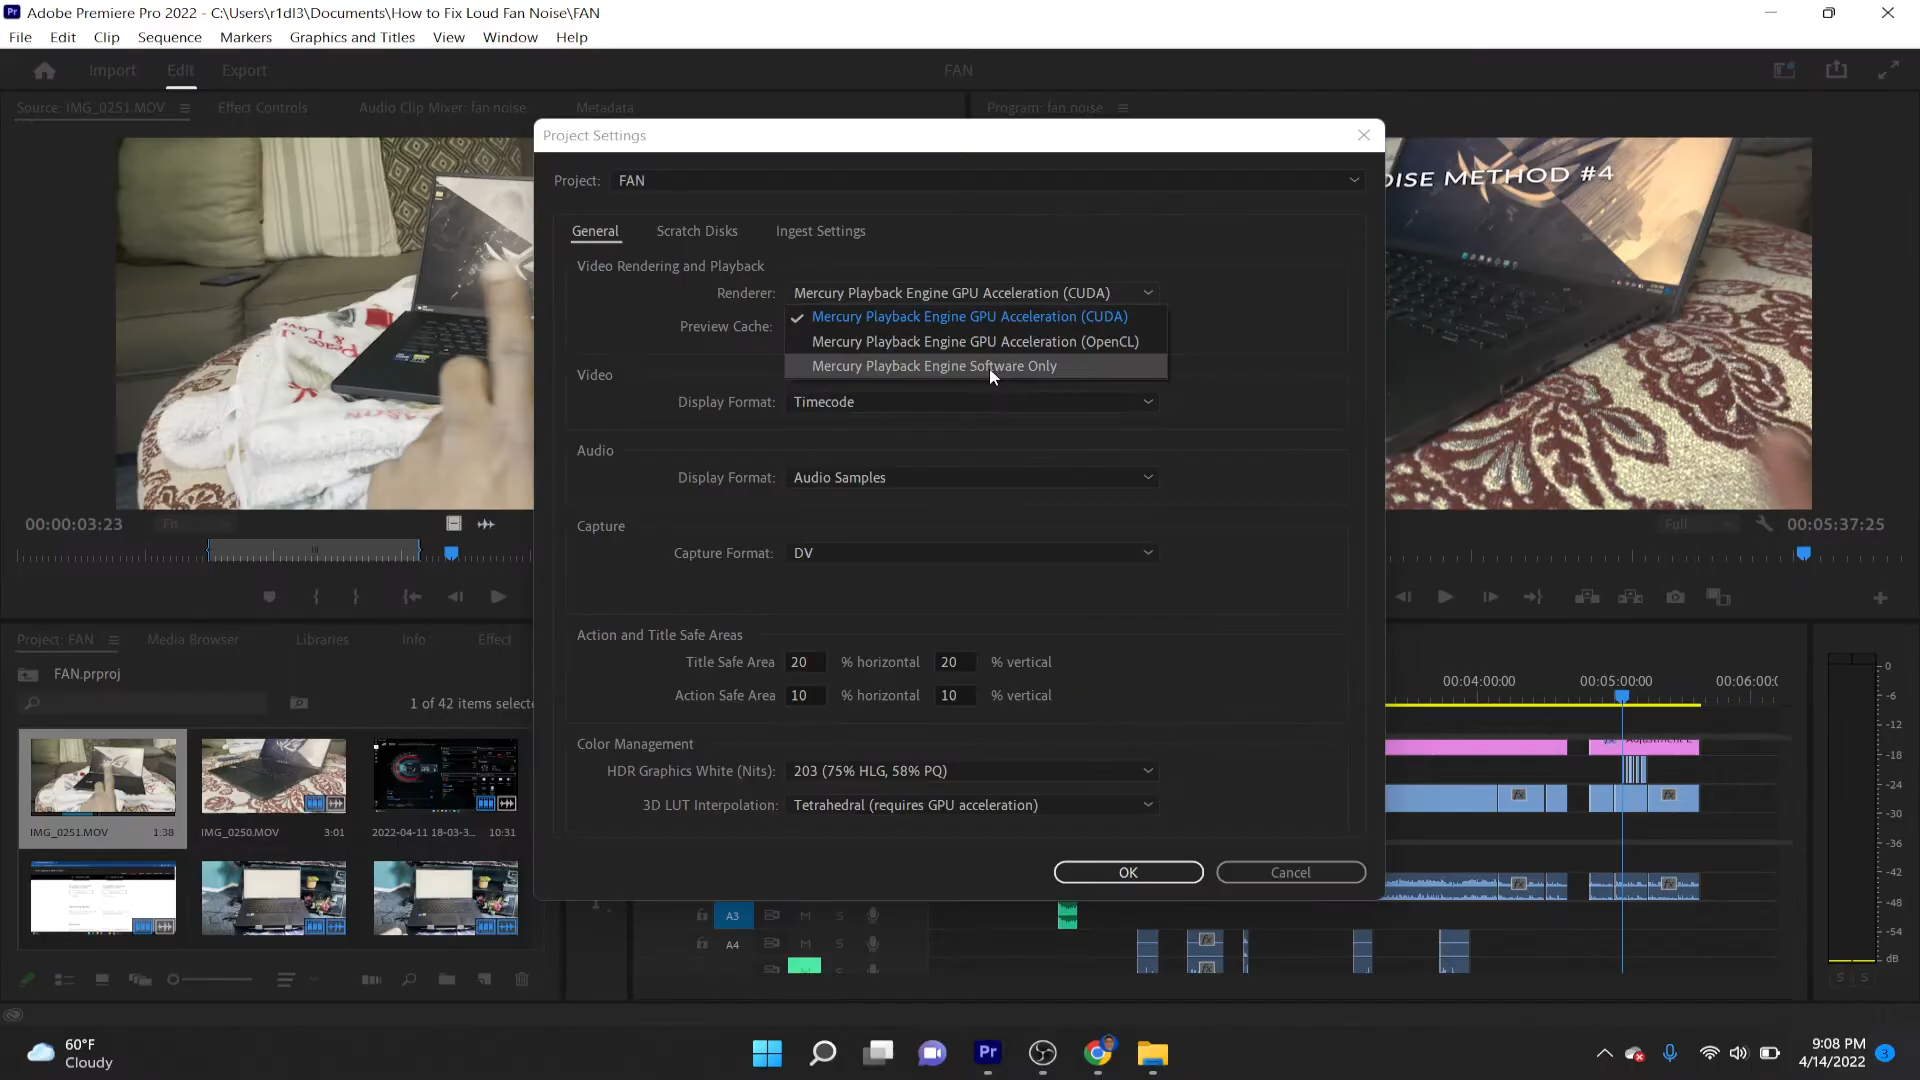 Pr Adobe Premiere Pro 2022 - C:\Users\r1dl3\Documents\How to Fix Loud Fan Noise\FAN
File Edit Clip Sequence Markers Graphics and Titles View Window Help
Import Edit Export FAN
Source: IMG_0251.MOV Effect Controls Audio Clip Mixer: fan noise Metadata Program: fan noise
Project Settings
OISE METHOD #4
Project: FAN
General Scratch Disks Ingest Settings
Video Rendering and Playback
Renderer: Mercury Playback Engine GPU Acceleration (CUDA)
Mercury Playback Engine GPU Acceleration (CUDA)
Preview Cache:
Mercury Playback Engine GPU Acceleration (OpenCL)
Mercury Playback Engine Software Only
Video
Display Format: Timecode
Audio
Display Format: Audio Samples
Capture
00:00:03:23 Fit Full 00:05:37:25
Capture Format: DV
Action and Title Safe Areas
Project: FAN Media Browser Libraries Info Effect
Title Safe Area 20 % horizontal 20 % vertical
FAN.prproj
00:04:00:00 00:05:00:00 00:06:00:0
Action Safe Area 10 % horizontal 10 % vertical
1 of 42 items selecte
Color Management
HDR Graphics White (Nits): 203 (75% HLG, 58% PQ)
3D LUT Interpolation: Tetrahedral (requires GPU acceleration)
IMG_0251.MOV 1:38 IMG_0250.MOV 3:01 2022-04-11 18-03-3... 10:31
OK Cancel
A3 M S
A4 M S
0
-6
-12
-18
-24
-30
-36
-42
-48
-54
dB
S S
60°F
Cloudy
Pr
9:08 PM
4/14/2022
3